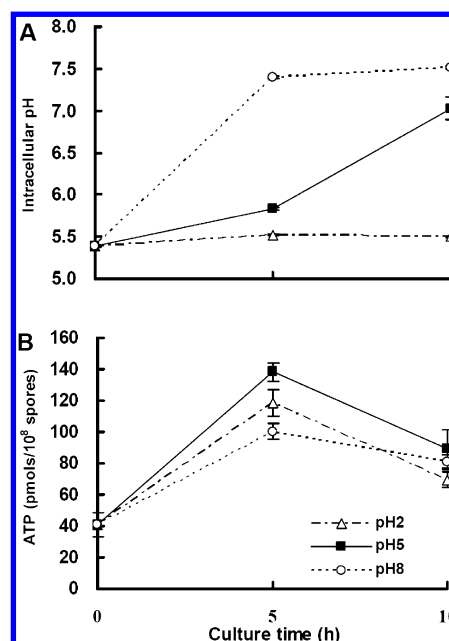 A
8.0
7.5
7.0
6.5
6.0
5.5
5.0
Intracellular pH
B
160
140
120
100
80
60
40
20
0
ATP (pmols/10⁸ spores)
pH2
pH5
pH8
0 5 10
Culture time (h)